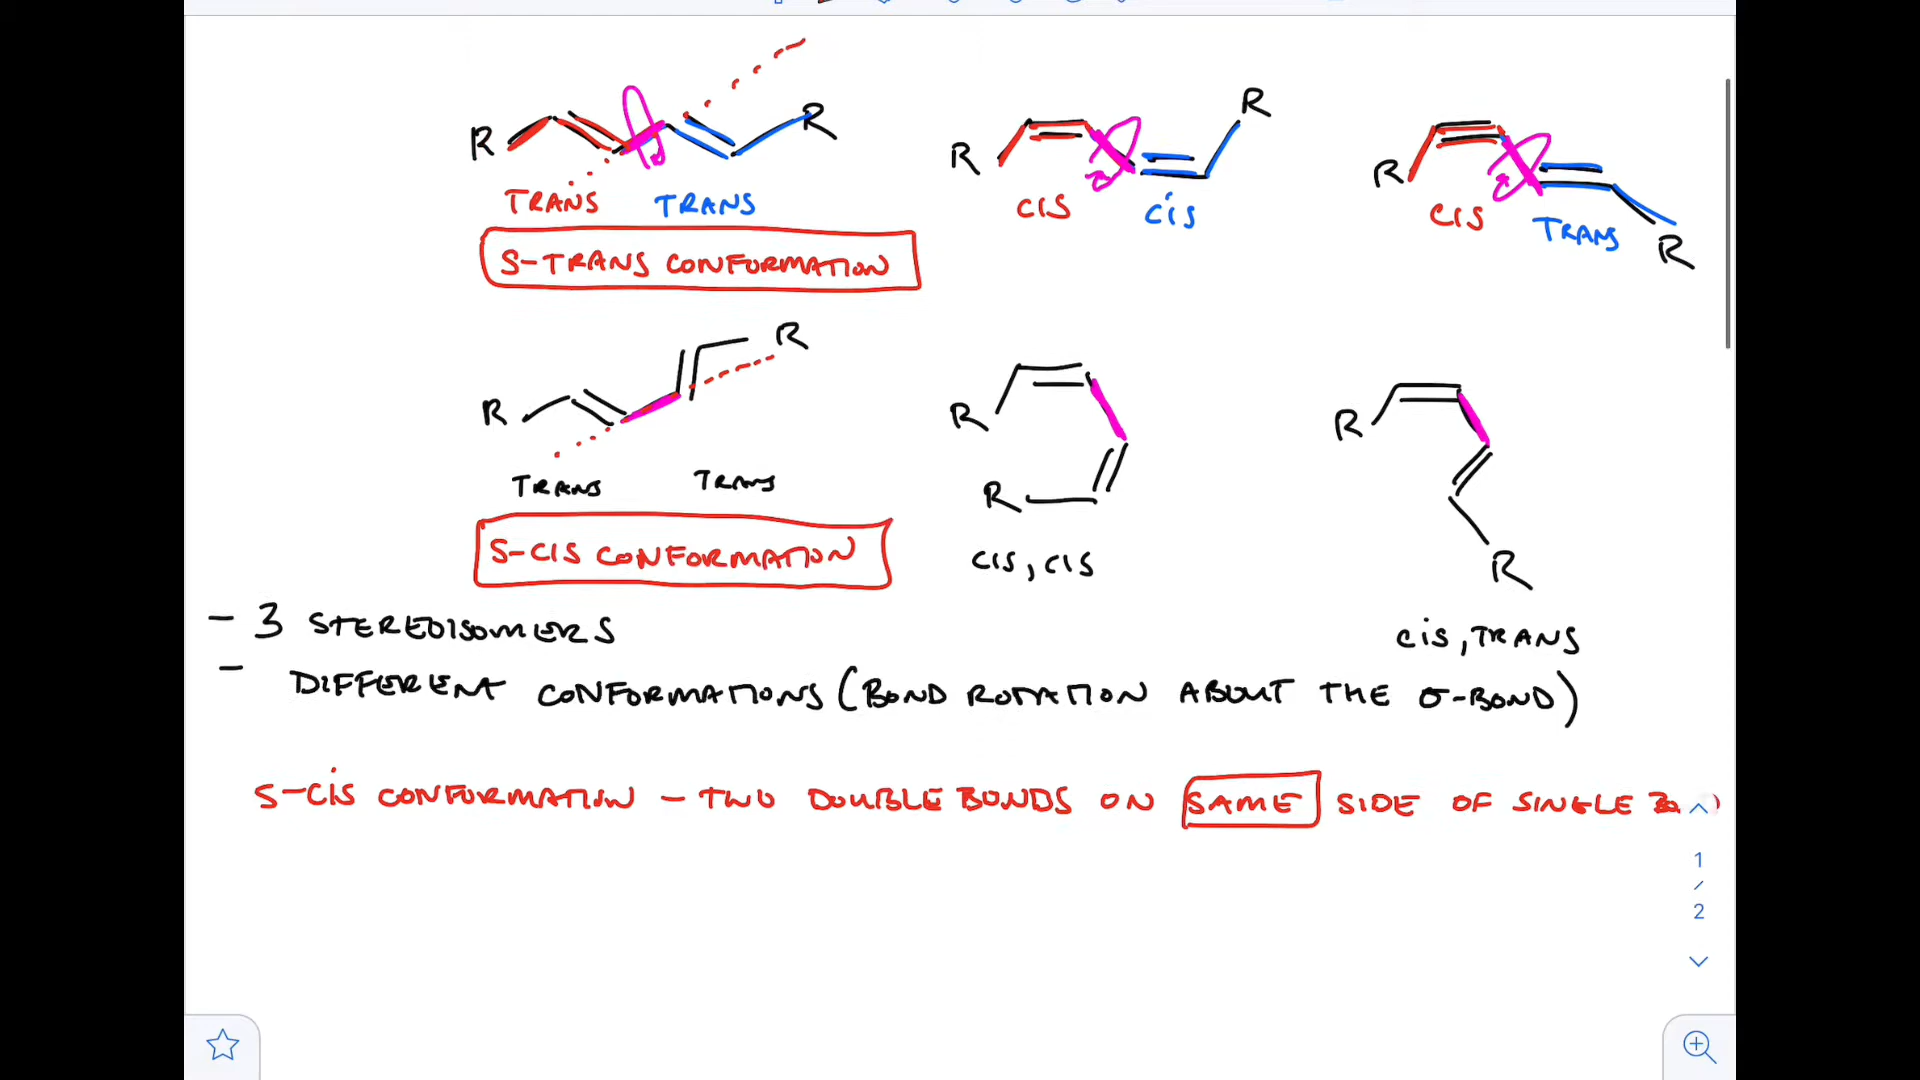 R R R R
R R
TRANS TRANS CIS CIS CIS TRANS
S-TRANS CONFORMATION
R
R R R
R
TRANS TRANS
S-CIS CONFORMATION CIS, CIS
R
- 3 STEREOISOMERS CIS, TRANS
- DIFFERENT CONFORMATIONS (BOND ROTATION ABOUT THE σ-BOND)
S-CIS CONFORMATION - TWO DOUBLE BONDS ON SAME SIDE OF SINGLE
1
/
2